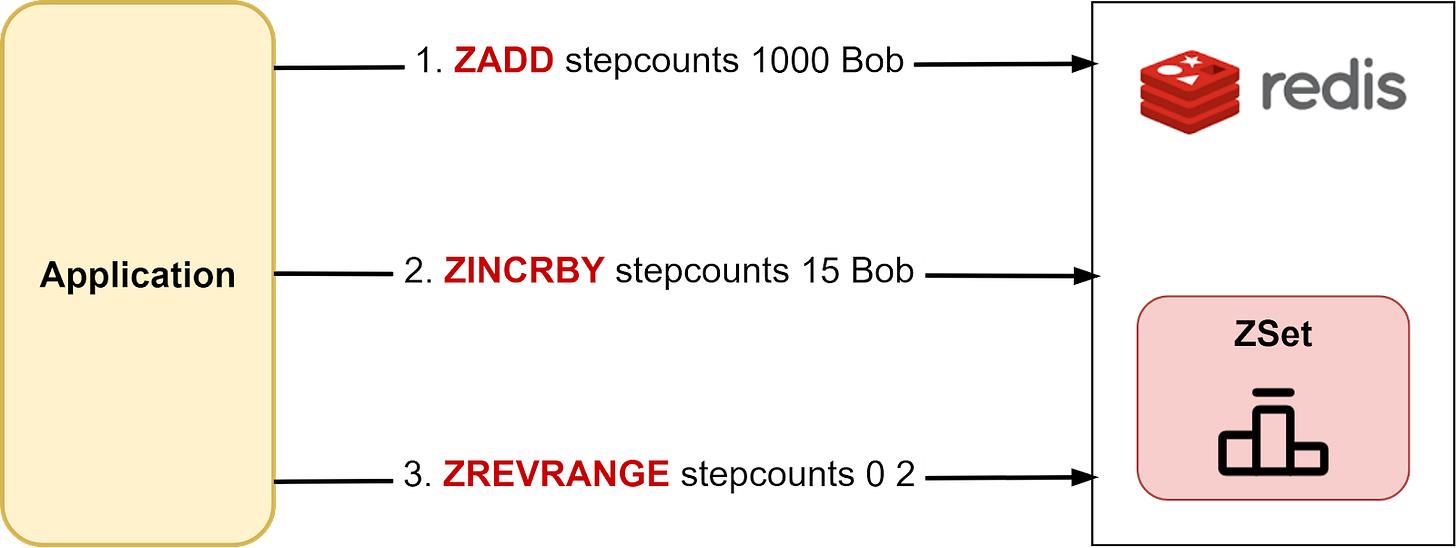 1. ZADD stepcounts 1000 Bob
redis
Application
2. ZINCRBY stepcounts 15 Bob
ZSet
3. ZREVRANGE stepcounts 0 2